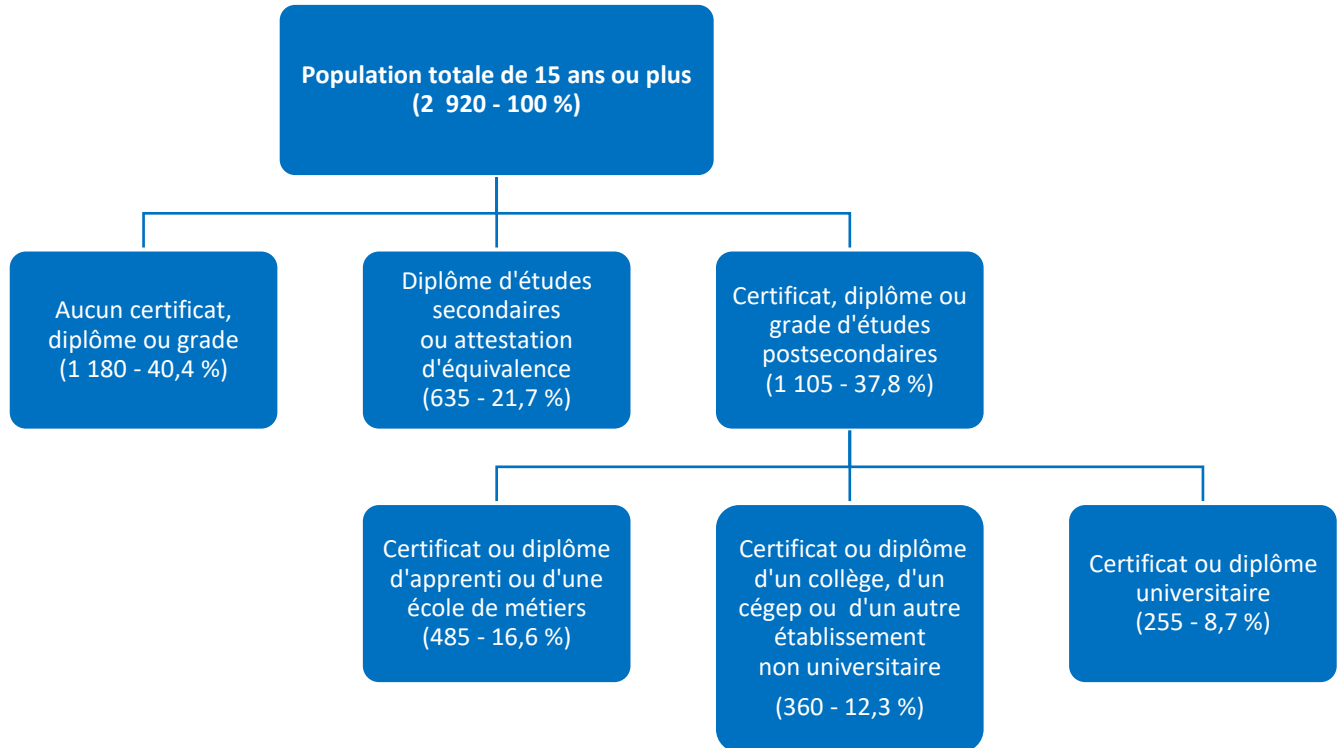 Population totale de 15 ans ou plus
(2 920 - 100 %)
Aucun certificat,
diplôme ou grade
(1 180 - 40,4 %)
Diplôme d'études
secondaires
ou attestation
d'équivalence
(635 - 21,7 %)
Certificat, diplôme ou
grade d'études
postsecondaires
(1 105 - 37,8 %)
Certificat ou diplôme
d'apprenti ou d'une
école de métiers
(485 - 16,6 %)
Certificat ou diplôme
d'un collège, d'un
cégep ou d'un autre
établissement
non universitaire
(360 - 12,3 %)
Certificat ou diplôme
universitaire
(255 - 8,7 %)